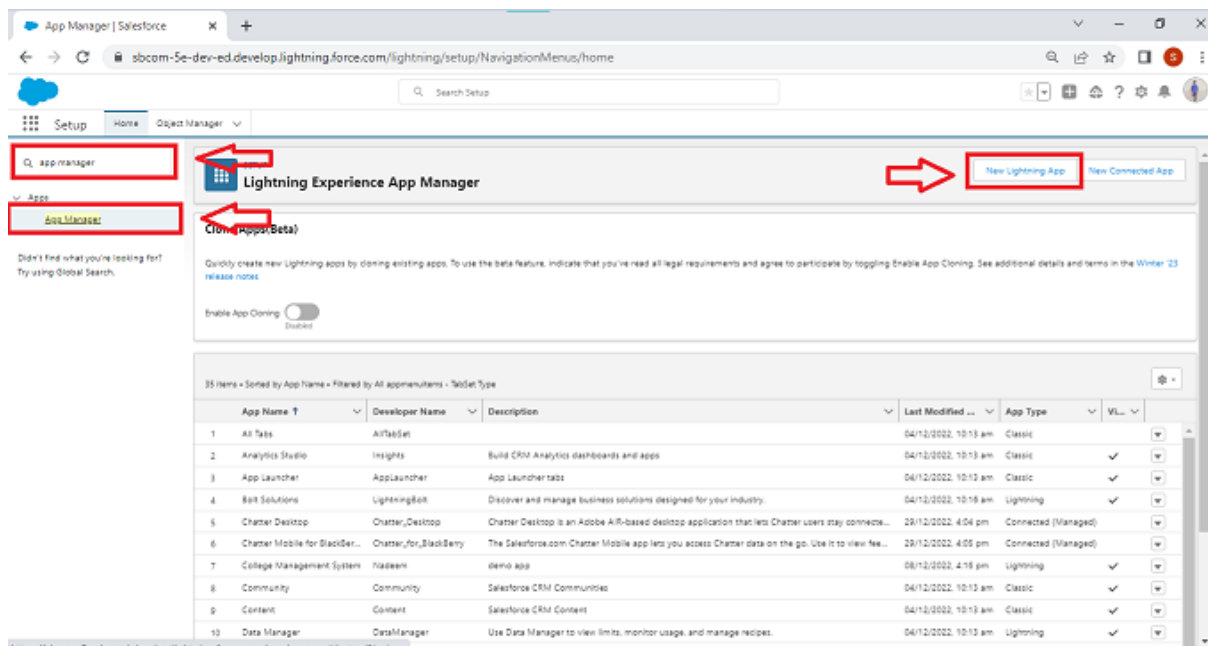 App Manager | Salesforce
sbcom-5e-dev-ed.develop.lightning.force.com/lightning/setup/NavigationMenus/home
S
Search Setup
Setup Home Object Manager
app manager
Apps
App Manager
Didn't find what you're looking for?
Try using Global Search.
Lightning Experience App Manager
New Lightning App New Connected App
Apps (Beta)
Quickly create new Lightning apps by cloning existing apps. To use the beta feature, indicate that you've read all legal requirements and agree to participate by toggling Enable App Cloning. See additional details and terms in the Winter '23
release notes
Enable App Cloning
Disabled
35 items • Sorted by App Name • Filtered by All appmenuitems - TabSet Type
App Name ↑ Developer Name Description Last Modified ... App Type Vi...
1 All Tabs AllTabSet 04/12/2022, 10:13 am Classic
2 Analytics Studio Insights Build CRM Analytics dashboards and apps 04/12/2022, 10:13 am Classic
3 App Launcher AppLauncher App Launcher tabs 04/12/2022, 10:13 am Classic
4 Bolt Solutions LightningBolt Discover and manage business solutions designed for your industry. 04/12/2022, 10:16 am Lightning
5 Chatter Desktop Chatter_Desktop Chatter Desktop is an Adobe AIR-based desktop application that lets Chatter users stay connecte... 29/12/2022, 4:04 pm Connected (Managed)
6 Chatter Mobile for BlackBer... Chatter_for_BlackBerry The Salesforce.com Chatter Mobile app lets you access Chatter data on the go. Use it to view fee... 29/12/2022, 4:05 pm Connected (Managed)
7 College Management System Nadeem demo app 08/12/2022, 4:16 pm Lightning
8 Community Community Salesforce CRM Communities 04/12/2022, 10:13 am Classic
9 Content Content Salesforce CRM Content 04/12/2022, 10:13 am Classic
10 Data Manager DataManager Use Data Manager to view limits, monitor usage, and manage recipes. 04/12/2022, 10:13 am Lightning